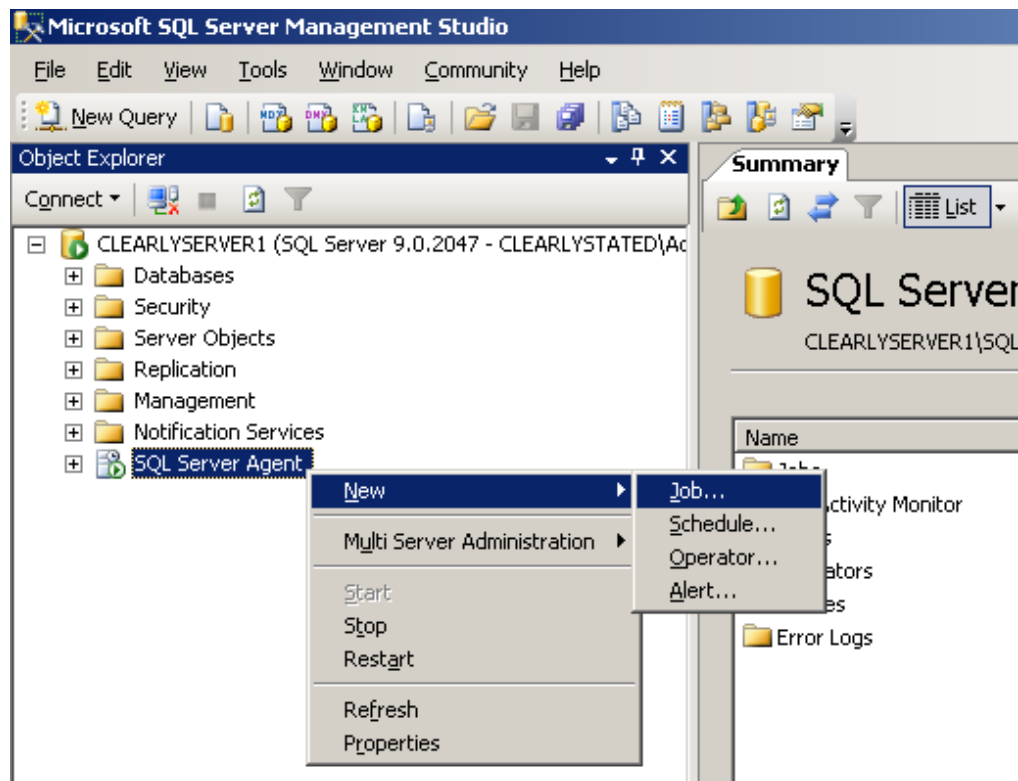 Microsoft SQL Server Management Studio
File Edit View Tools Window Community Help
New Query
Object Explorer
Connect
CLEARLYSERVER1 (SQL Server 9.0.2047 - CLEARLYSTATED\Ad
Databases
Security
Server Objects
Replication
Management
Notification Services
SQL Server Agent
New
Multi Server Administration
Start
Stop
Restart
Refresh
Properties
Job...
Schedule...
Operator...
Alert...
Summary
List
SQL Server
CLEARLYSERVER1\SQL
Name
Jobs
Activity Monitor
ators
es
Error Logs